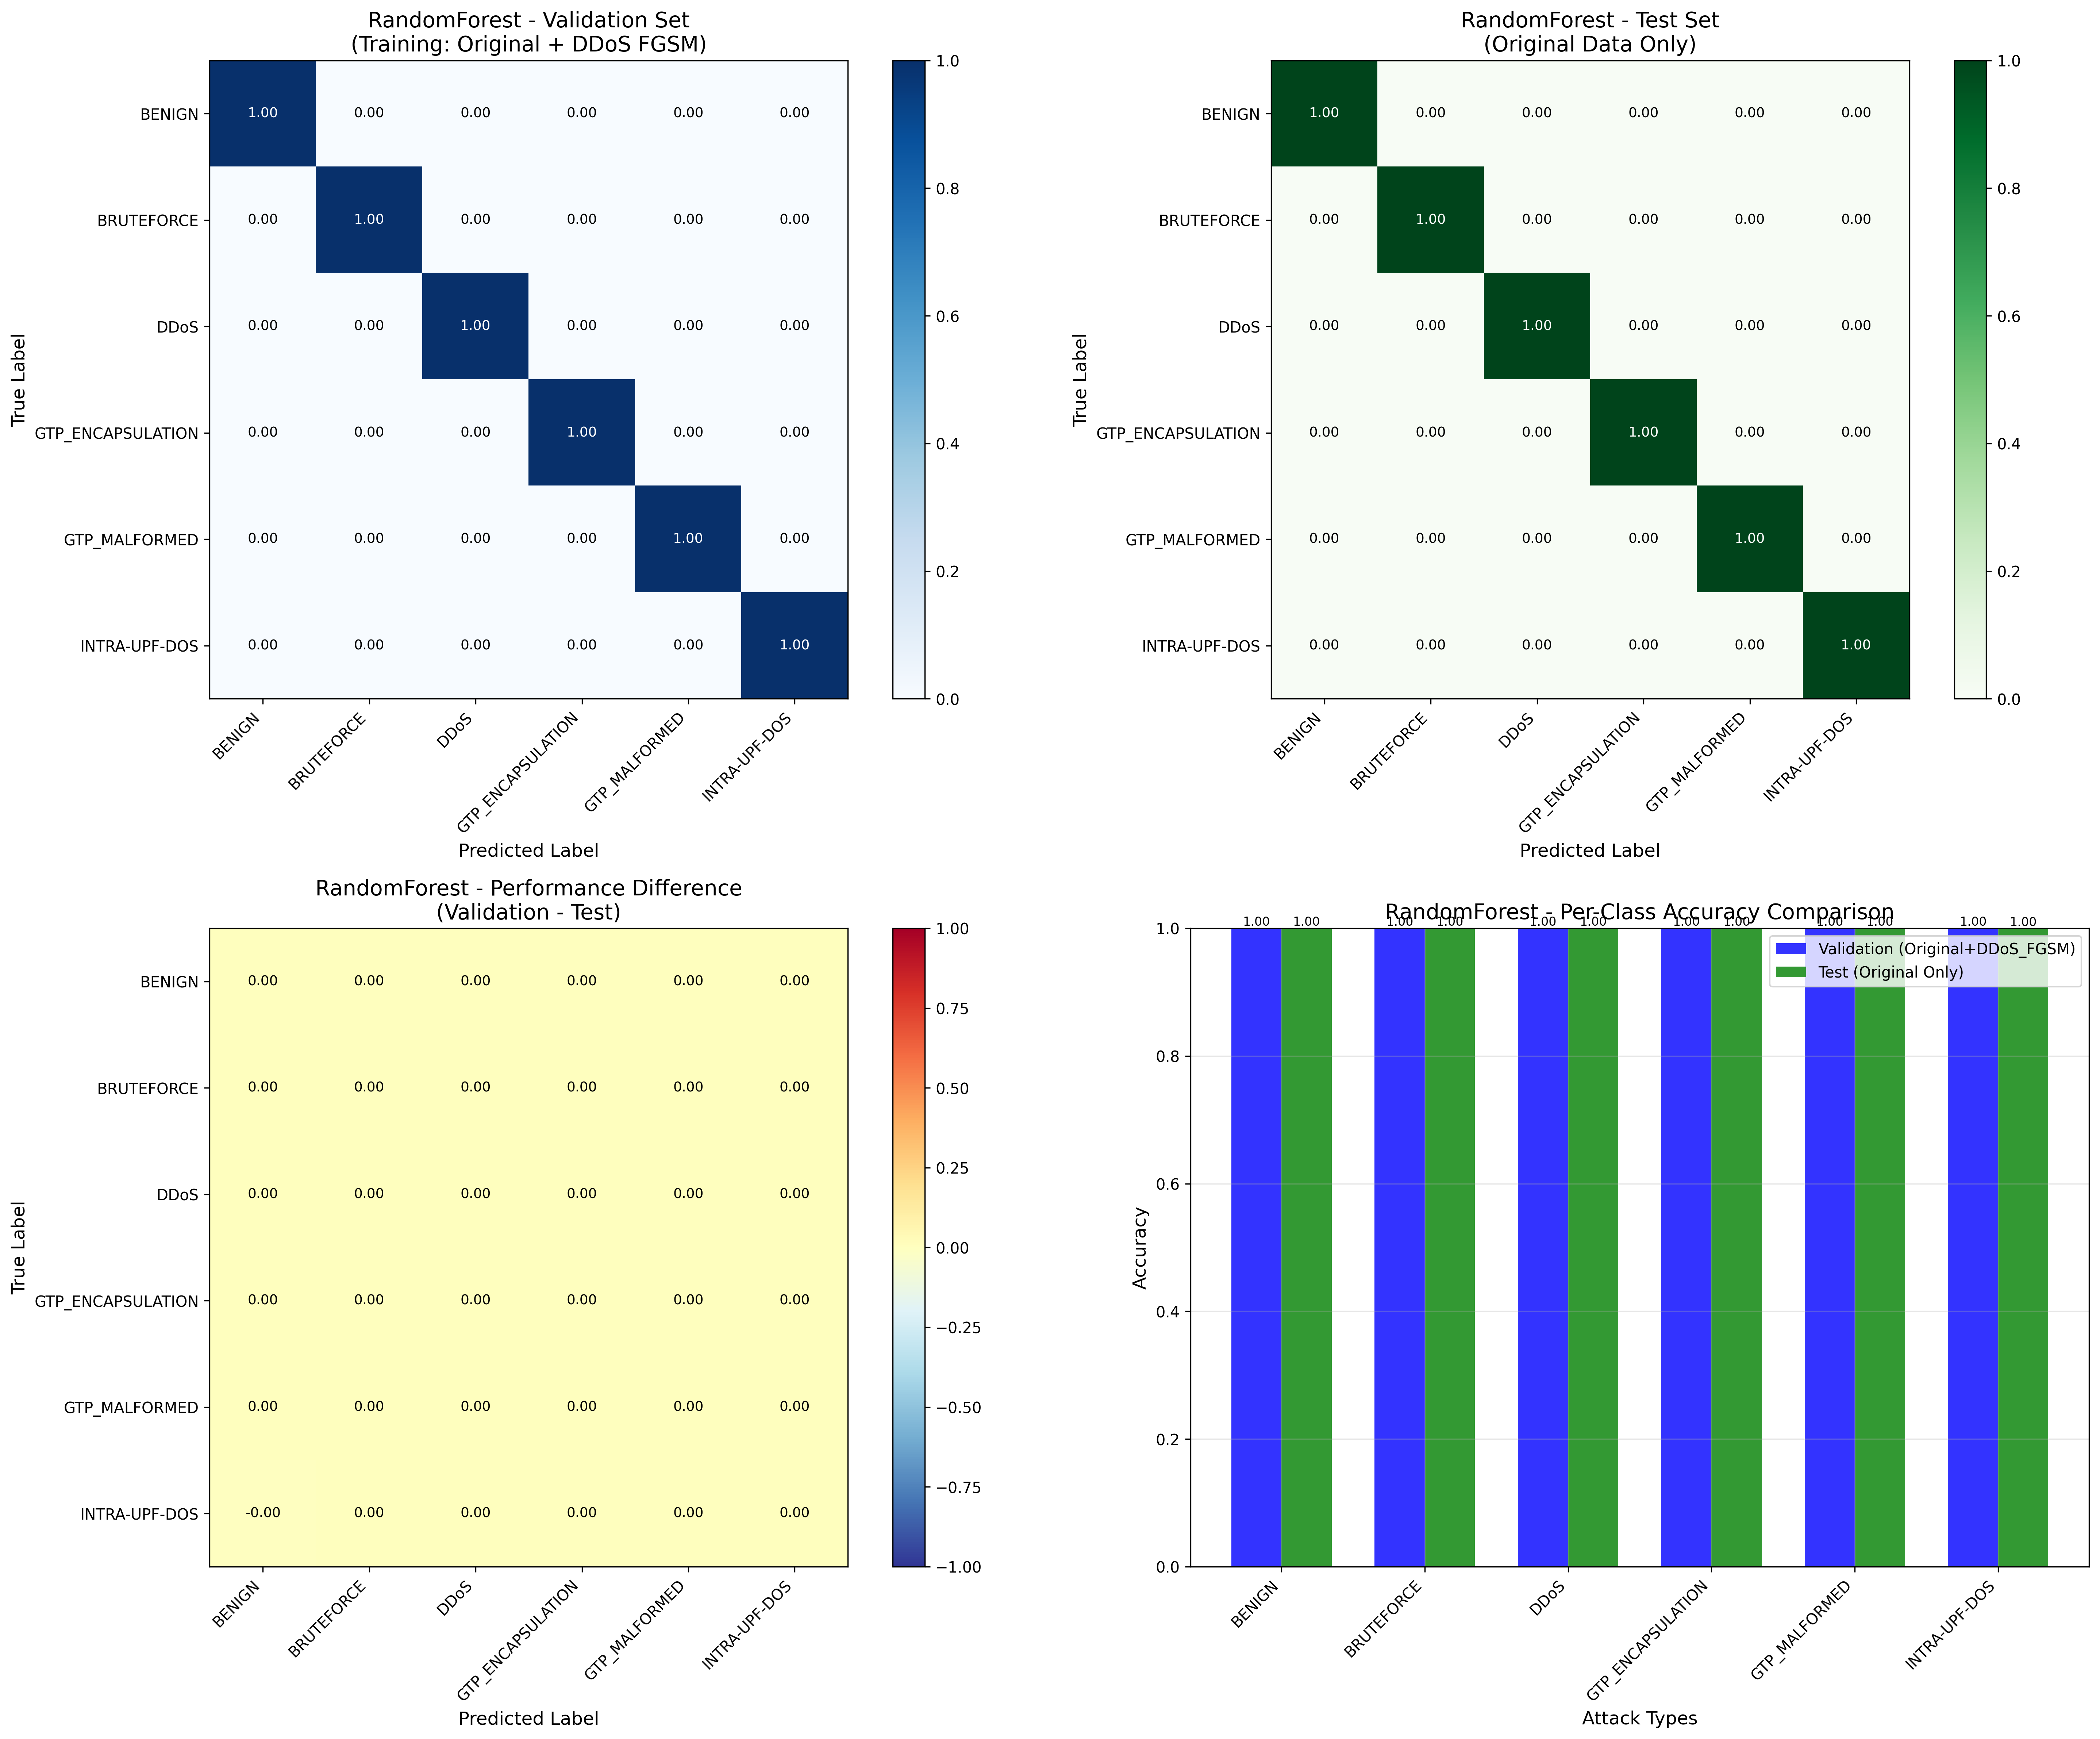 RandomForest - Validation Set
(Training: Original + DDoS FGSM)
BENIGN 1.00 0.00 0.00 0.00 0.00 0.00
BRUTEFORCE 0.00 1.00 0.00 0.00 0.00 0.00
DDoS 0.00 0.00 1.00 0.00 0.00 0.00
GTP_ENCAPSULATION 0.00 0.00 0.00 1.00 0.00 0.00
GTP_MALFORMED 0.00 0.00 0.00 0.00 1.00 0.00
INTRA-UPF-DOS 0.00 0.00 0.00 0.00 0.00 1.00
True Label
BENIGN
BRUTEFORCE
DDoS
GTP_ENCAPSULATION
GTP_MALFORMED
INTRA-UPF-DOS
Predicted Label
1.0
0.8
0.6
0.4
0.2
0.0
RandomForest - Test Set
(Original Data Only)
BENIGN 1.00 0.00 0.00 0.00 0.00 0.00
BRUTEFORCE 0.00 1.00 0.00 0.00 0.00 0.00
DDoS 0.00 0.00 1.00 0.00 0.00 0.00
GTP_ENCAPSULATION 0.00 0.00 0.00 1.00 0.00 0.00
GTP_MALFORMED 0.00 0.00 0.00 0.00 1.00 0.00
INTRA-UPF-DOS 0.00 0.00 0.00 0.00 0.00 1.00
True Label
BENIGN
BRUTEFORCE
DDoS
GTP_ENCAPSULATION
GTP_MALFORMED
INTRA-UPF-DOS
Predicted Label
1.0
0.8
0.6
0.4
0.2
0.0
RandomForest - Performance Difference
(Validation - Test)
BENIGN 0.00 0.00 0.00 0.00 0.00 0.00
BRUTEFORCE 0.00 0.00 0.00 0.00 0.00 0.00
DDoS 0.00 0.00 0.00 0.00 0.00 0.00
GTP_ENCAPSULATION 0.00 0.00 0.00 0.00 0.00 0.00
GTP_MALFORMED 0.00 0.00 0.00 0.00 0.00 0.00
INTRA-UPF-DOS -0.00 0.00 0.00 0.00 0.00 0.00
True Label
BENIGN
BRUTEFORCE
DDoS
GTP_ENCAPSULATION
GTP_MALFORMED
INTRA-UPF-DOS
Predicted Label
1.00
0.75
0.50
0.25
0.00
−0.25
−0.50
−0.75
−1.00
RandomForest - Per-Class Accuracy Comparison
1.00 1.00 1.00 1.00 1.00 1.00 1.00 1.00 1.00 1.00 1.00 1.00
Validation (Original+DDoS_FGSM)
Test (Original Only)
1.0
0.8
0.6
0.4
0.2
0.0
Accuracy
BENIGN
BRUTEFORCE
DDoS
GTP_ENCAPSULATION
GTP_MALFORMED
INTRA-UPF-DOS
Attack Types